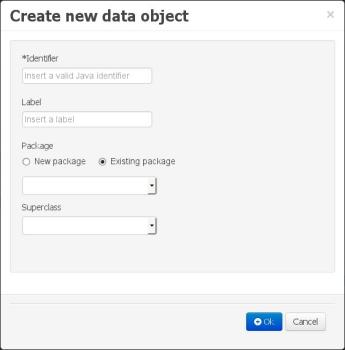 Create new data object ×
*Identifier
Insert a valid Java identifier
Label
Insert a label
Package
New package Existing package
Superclass
Ok Cancel